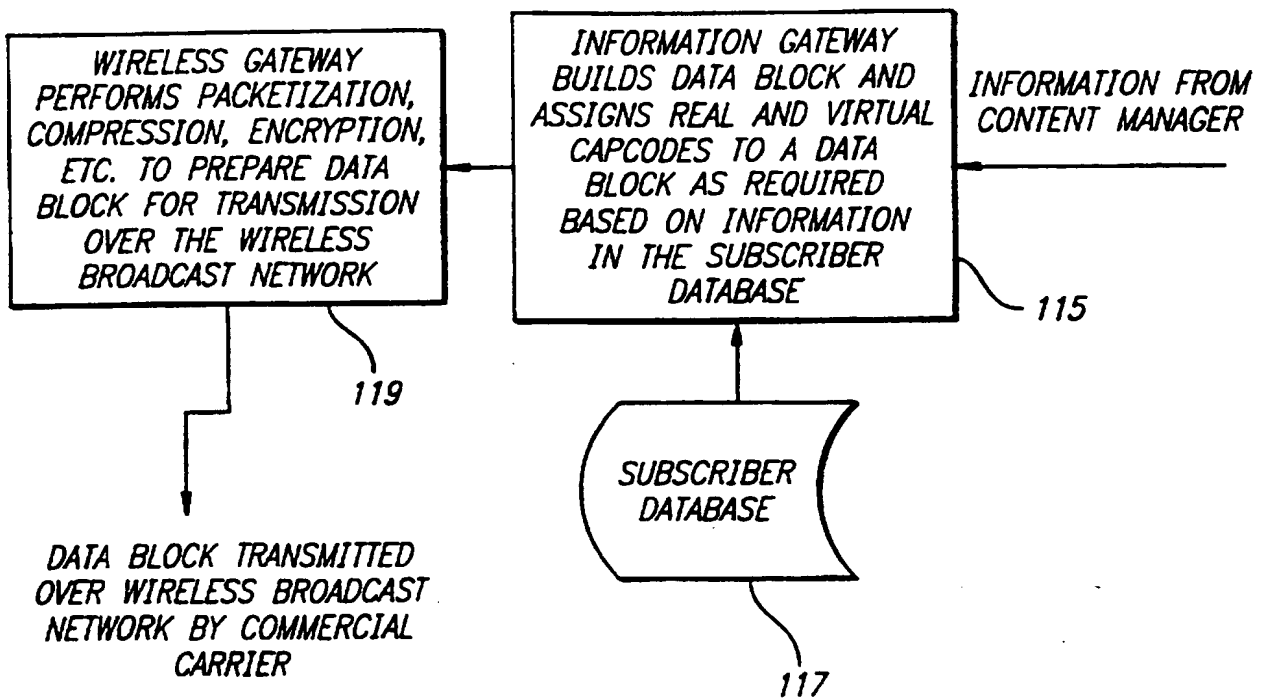 WIRELESS GATEWAY
PERFORMS PACKETIZATION,
COMPRESSION, ENCRYPTION,
ETC. TO PREPARE DATA
BLOCK FOR TRANSMISSION
OVER THE WIRELESS
BROADCAST NETWORK
119
INFORMATION GATEWAY
BUILDS DATA BLOCK AND
ASSIGNS REAL AND VIRTUAL
CAPCODES TO A DATA
BLOCK AS REQUIRED
BASED ON INFORMATION
IN THE SUBSCRIBER
DATABASE
115
INFORMATION FROM
CONTENT MANAGER
SUBSCRIBER
DATABASE
117
DATA BLOCK TRANSMITTED
OVER WIRELESS BROADCAST
NETWORK BY COMMERCIAL
CARRIER